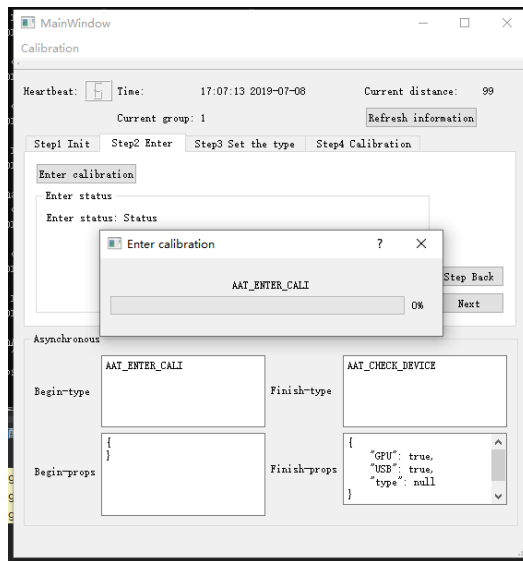 MainWindow
Calibration
Heartbeat: 6 Time: 17:07:13 2019-07-08 Current distance: 99
Current group: 1 Refresh information
Step1 Init Step2 Enter Step3 Set the type Step4 Calibration
Enter calibration
Enter status
Enter status: Status
Enter calibration ?
AAT_ENTER_CALI
0%
Step Back
Next
Asynchronous
Begin-type
AAT_ENTER_CALI
Finish-type
AAT_CHECK_DEVICE
Begin-props
{
}
Finish-props
{
"GPU": true,
"USB": true,
"type": null
}